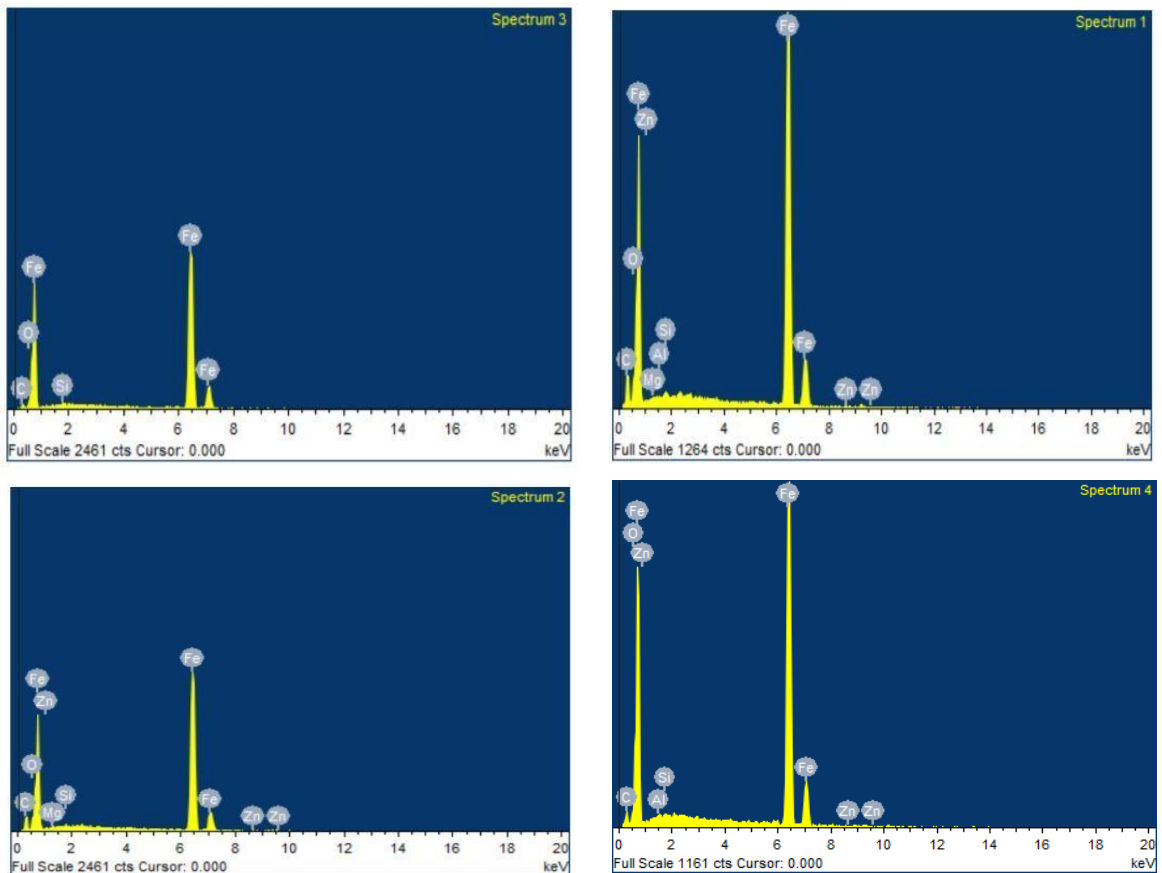 Spectrum 3
Fe
Fe
O
Fe
C
Si
0 2 4 6 8 10 12 14 16 18 20
Full Scale 2461 cts Cursor: 0.000 keV
Spectrum 1
Fe
Fe
Zn
O
Si
Fe
Al
C
Mg
Zn
Zn
0 2 4 6 8 10 12 14 16 18 20
Full Scale 1264 cts Cursor: 0.000 keV
Spectrum 2
Fe
Fe
Zn
O
Si
Fe
C
Mg
Zn
Zn
0 2 4 6 8 10 12 14 16 18 20
Full Scale 2461 cts Cursor: 0.000 keV
Spectrum 4
Fe
Fe
O
Zn
Fe
Si
C
Al
Zn
Zn
0 2 4 6 8 10 12 14 16 18 20
Full Scale 1161 cts Cursor: 0.000 keV